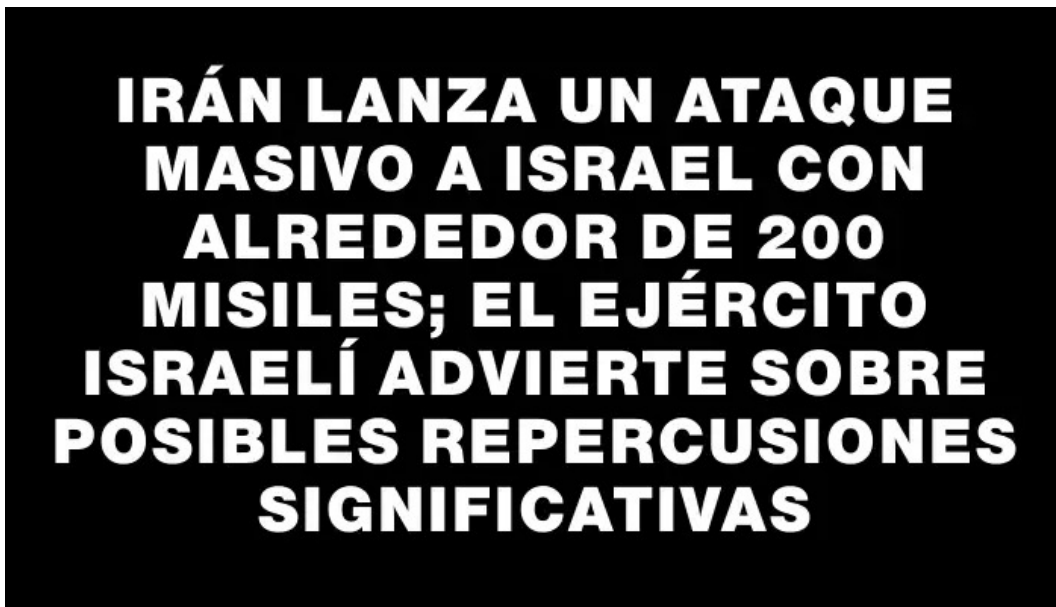 IRÁN LANZA UN ATAQUE
MASIVO A ISRAEL CON
ALREDEDOR DE 200
MISILES; EL EJÉRCITO
ISRAELÍ ADVIERTE SOBRE
POSIBLES REPERCUSIONES
SIGNIFICATIVAS